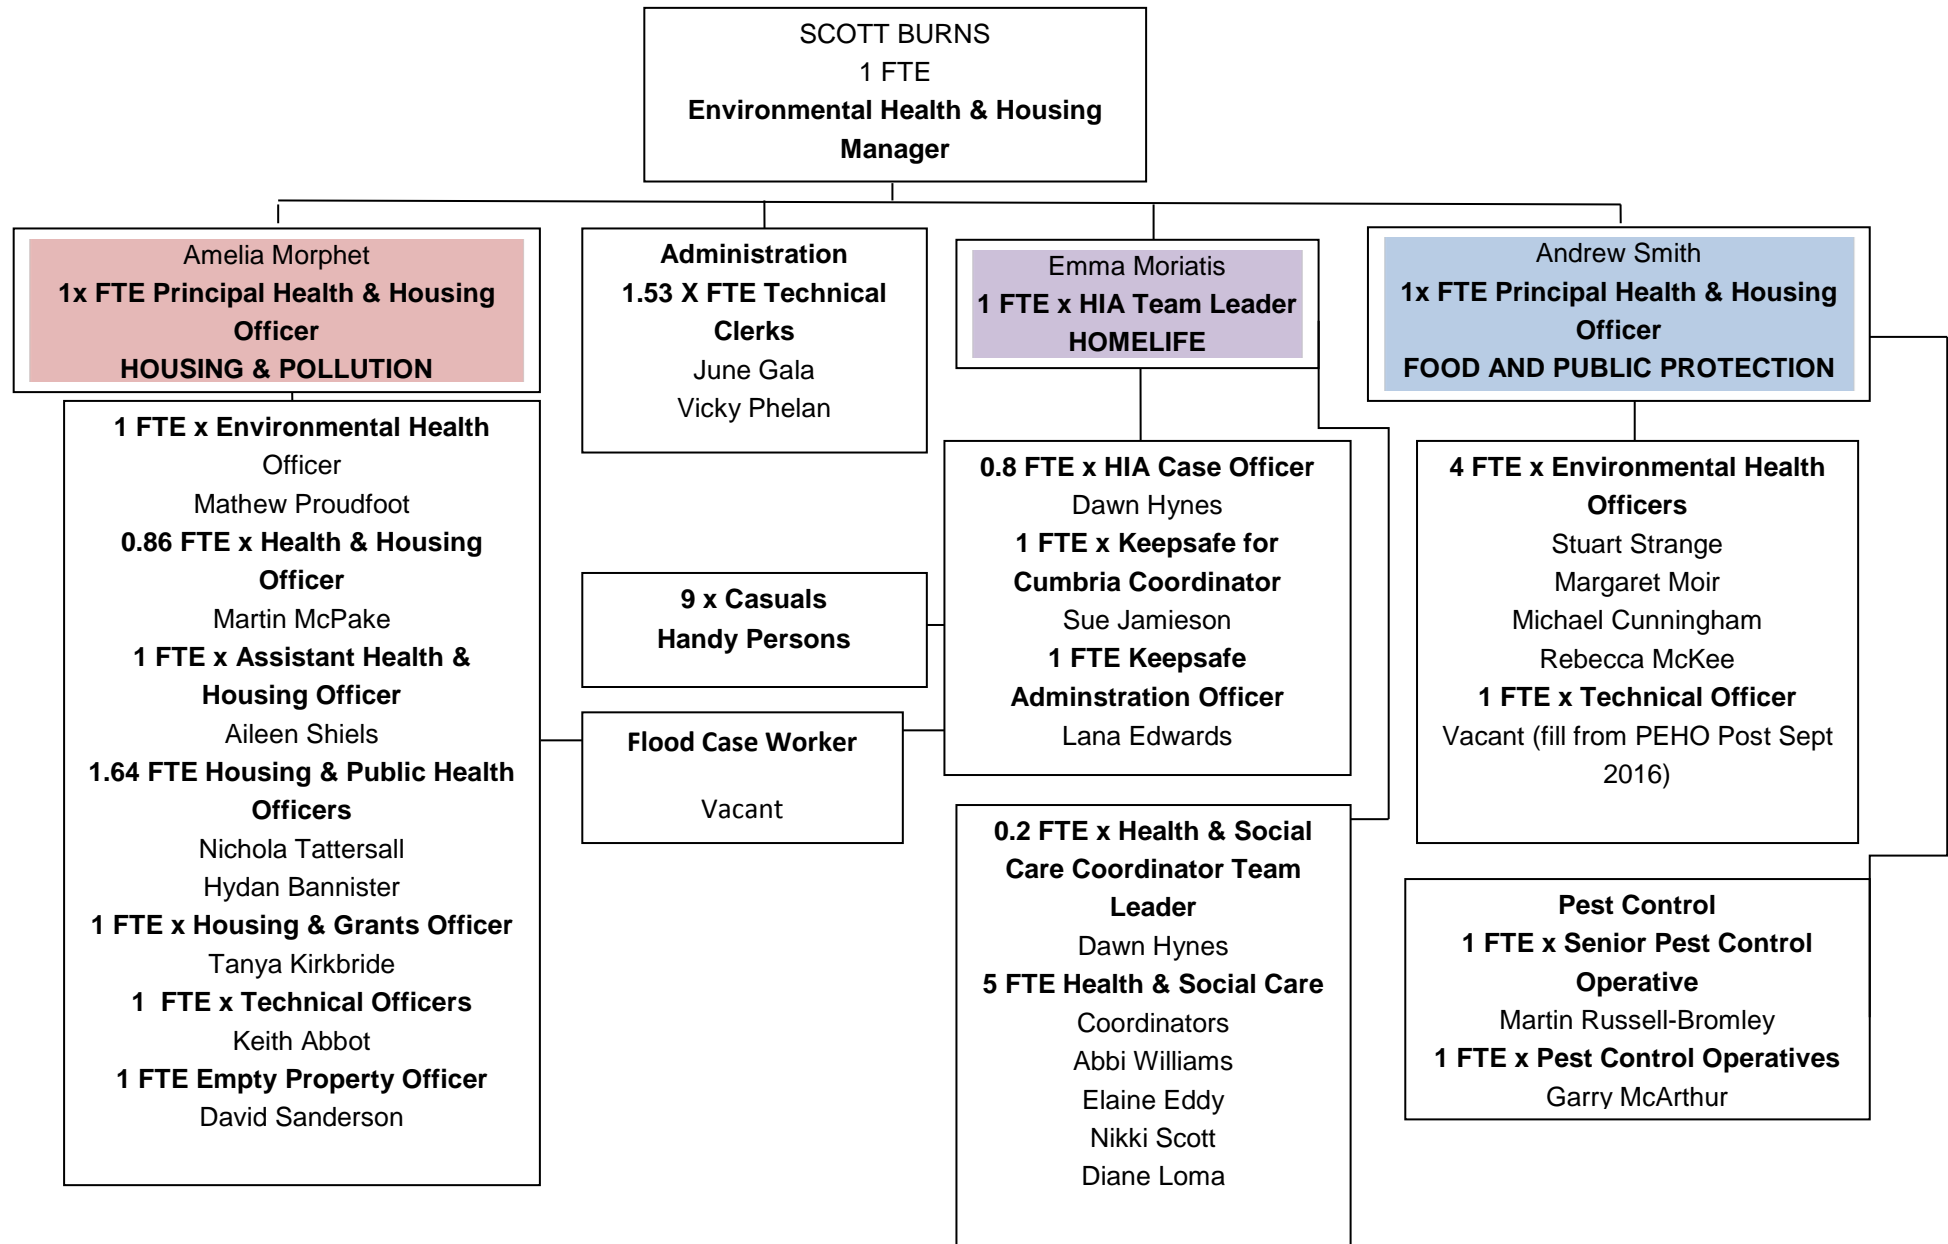 SCOTT BURNS
1 FTE
Environmental Health & Housing
Manager
Amelia Morphet
1x FTE Principal Health & Housing
Officer
HOUSING & POLLUTION
Administration
1.53 X FTE Technical
Clerks
June Gala
Vicky Phelan
Emma Moriatis
1 FTE x HIA Team Leader
HOMELIFE
Andrew Smith
1x FTE Principal Health & Housing
Officer
FOOD AND PUBLIC PROTECTION
1 FTE x Environmental Health
Officer
Mathew Proudfoot
0.86 FTE x Health & Housing
Officer
Martin McPake
1 FTE x Assistant Health &
Housing Officer
Aileen Shiels
1.64 FTE Housing & Public Health
Officers
Nichola Tattersall
Hydan Bannister
1 FTE x Housing & Grants Officer
Tanya Kirkbride
1  FTE x Technical Officers
Keith Abbot
1 FTE Empty Property Officer
David Sanderson
9 x Casuals
Handy Persons
Flood Case Worker
Vacant
0.8 FTE x HIA Case Officer
Dawn Hynes
1 FTE x Keepsafe for
Cumbria Coordinator
Sue Jamieson
1 FTE Keepsafe
Adminstration Officer
Lana Edwards
0.2 FTE x Health & Social
Care Coordinator Team
Leader
Dawn Hynes
5 FTE Health & Social Care
Coordinators
Abbi Williams
Elaine Eddy
Nikki Scott
Diane Loma
4 FTE x Environmental Health
Officers
Stuart Strange
Margaret Moir
Michael Cunningham
Rebecca McKee
1 FTE x Technical Officer
Vacant (fill from PEHO Post Sept
2016)
Pest Control
1 FTE x Senior Pest Control
Operative
Martin Russell-Bromley
1 FTE x Pest Control Operatives
Garry McArthur